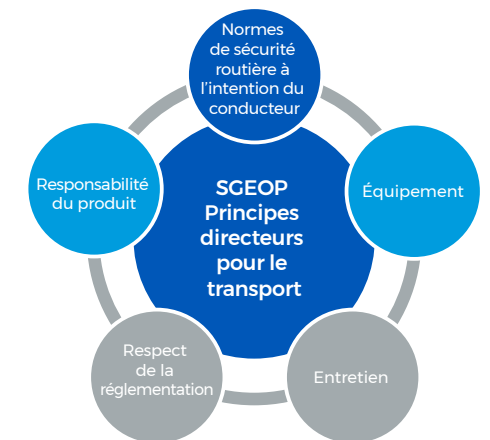 Normes
de sécurité
routière à
l'intention du
conducteur
Responsabilité
du produit
SGEOP
Principes
directeurs
pour le
transport
Équipement
Respect
de la
réglementation
Entretien